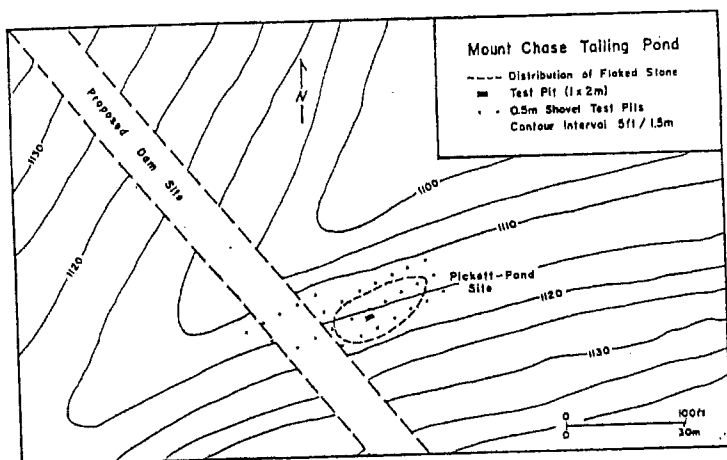 Mount Chase Tailing Pond
Distribution of Flaked Stone
Test Pit (1 x 2m)
0.5m Shovel Test Pits
Contour Interval 5ft / 1.5m
N
Proposed Dam Site
1130
1120
1100
1110
Pickett-Pond
Site
1120
1130
0 100ft
0 30m